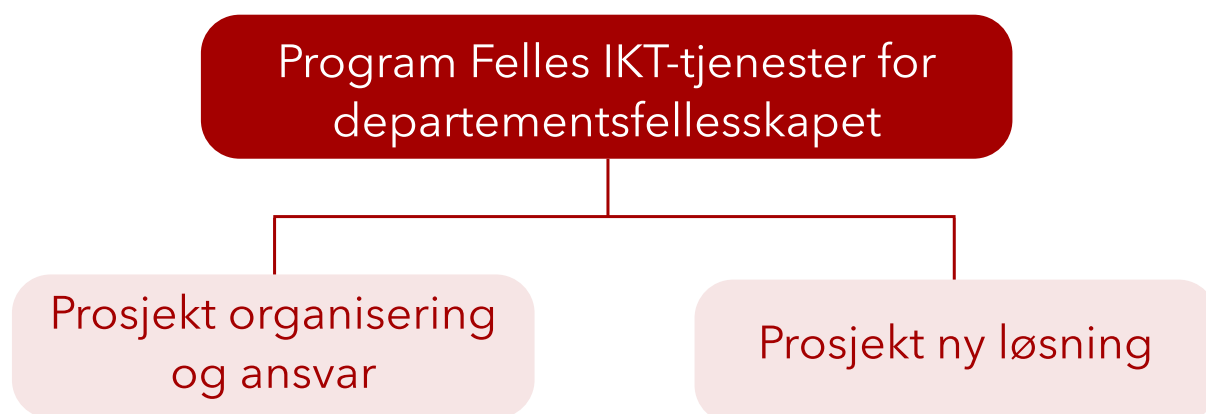 Program Felles IKT-tjenester for
departementsfellesskapet
Prosjekt organisering
og ansvar
Prosjekt ny løsning